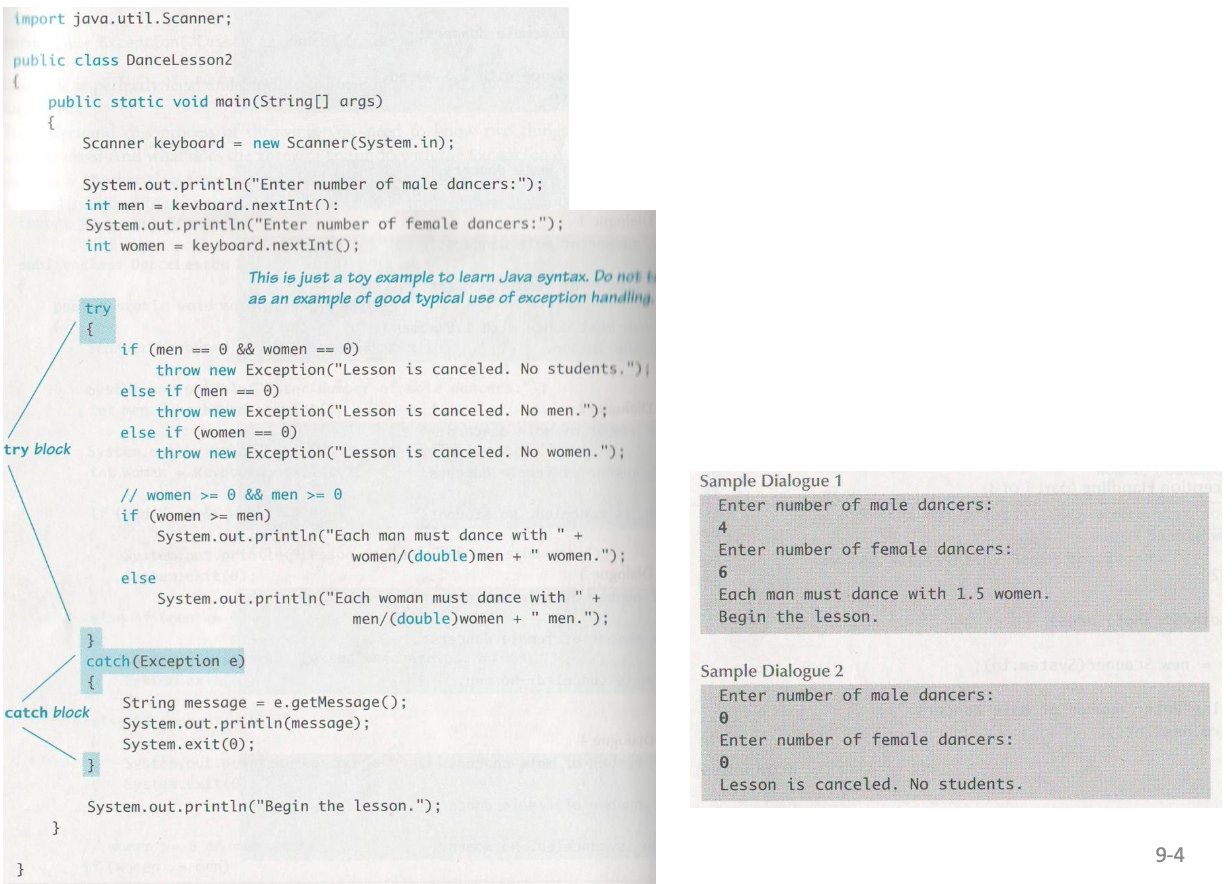 import java.util.Scanner;
public class DanceLesson2
{
public static void main(String[] args)
{
Scanner keyboard = new Scanner(System.in);
System.out.println("Enter number of male dancers:");
int men = keyboard.nextInt();
System.out.println("Enter number of female dancers:");
int women = keyboard.nextInt();
This is just a toy example to learn Java syntax. Do not
as an example of good typical use of exception handling.
try
{
if (men == 0 && women == 0)
throw new Exception("Lesson is canceled. No students.");
else if (men == 0)
throw new Exception("Lesson is canceled. No men.");
else if (women == 0)
throw new Exception("Lesson is canceled. No women.");
try block
// women >= 0 && men >= 0
if (women >= men)
System.out.println("Each man must dance with " +
women/(double)men + " women.");
else
System.out.println("Each woman must dance with " +
men/(double)women + " men.");
}
catch(Exception e)
{
String message = e.getMessage();
catch block
System.out.println(message);
System.exit(0);
}
System.out.println("Begin the lesson.");
}
}
Sample Dialogue 1
Enter number of male dancers:
4
Enter number of female dancers:
6
Each man must dance with 1.5 women.
Begin the lesson.
Sample Dialogue 2
Enter number of male dancers:
0
Enter number of female dancers:
0
Lesson is canceled. No students.
9-4